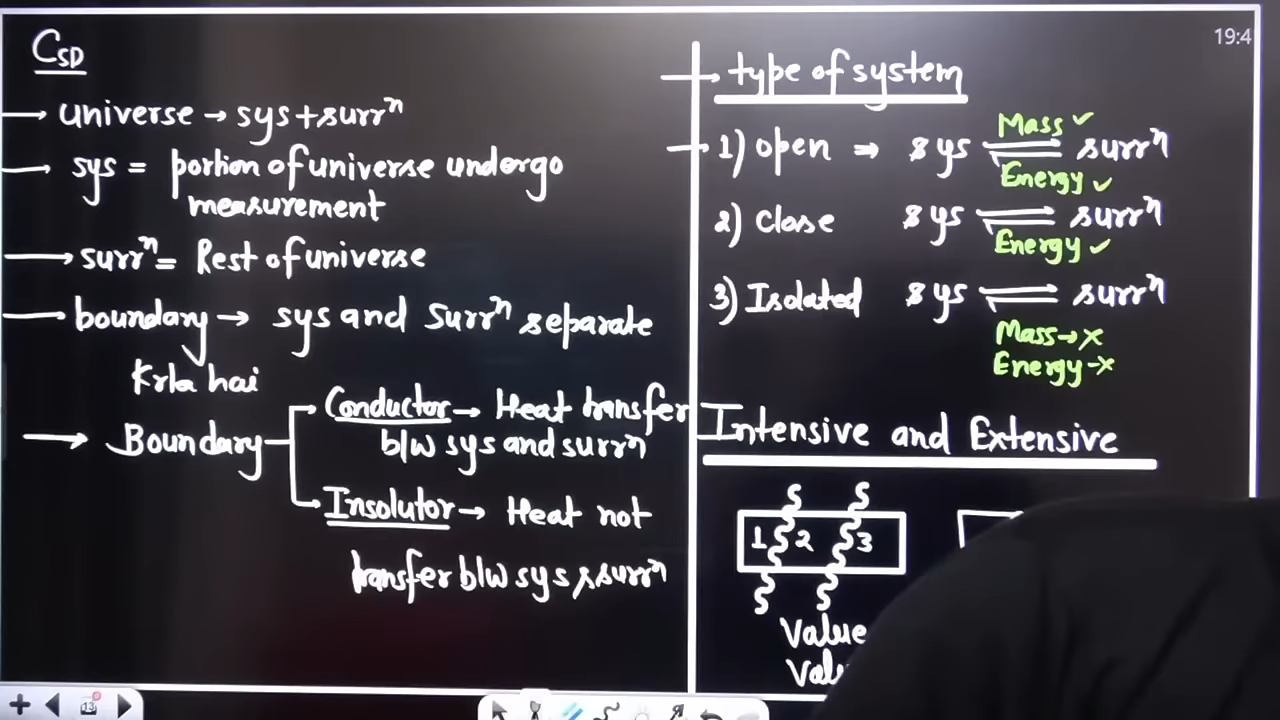 CSD
universe → sys+surrⁿ
sys = portion of universe undergo
measurement
surrⁿ = Rest of universe
boundary → sys and surrⁿ separate
Krta hai
Boundary
Conductor → Heat transfer
b/w sys and surrⁿ
Insolutor → Heat not
transfer b/w sys & surrⁿ
19:4
→ type of system
1) open ⇒ sys ⇌ surrⁿ
Mass ✓
Energy ✓
2) Close sys ⇌ surrⁿ
Energy ✓
3) Isolated sys ⇌ surrⁿ
Mass → ×
Energy → ×
Intensive and Extensive
1 2 3
Value
13